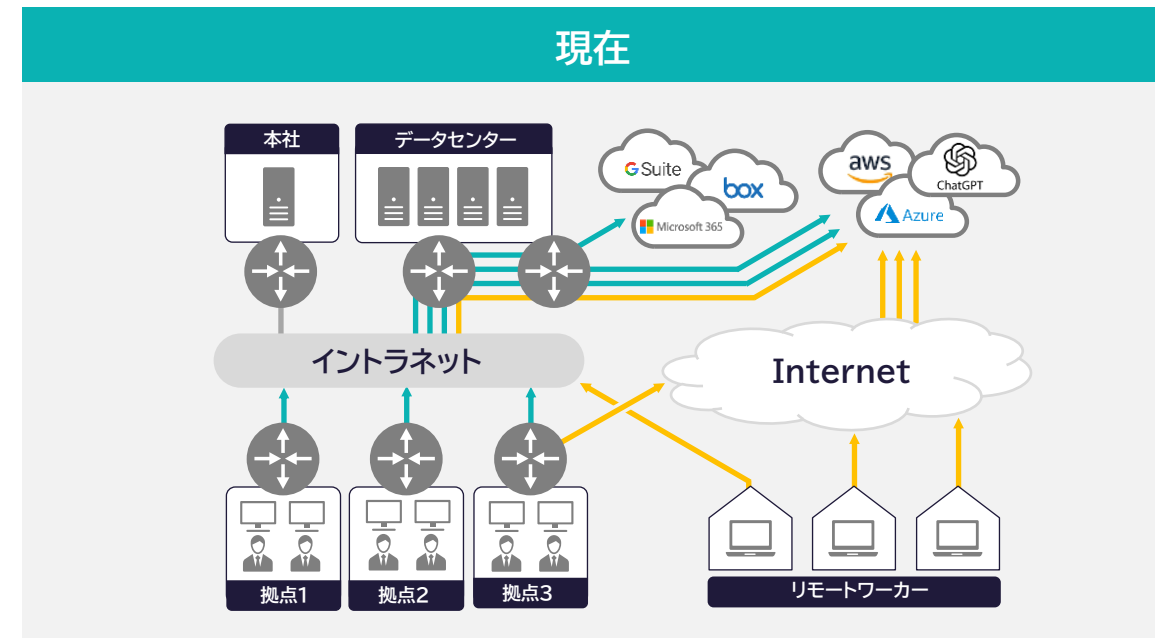 現在
本社
データセンター
G Suite
box
Microsoft 365
aws
ChatGPT
Azure
イントラネット
Internet
拠点1
拠点2
拠点3
リモートワーカー